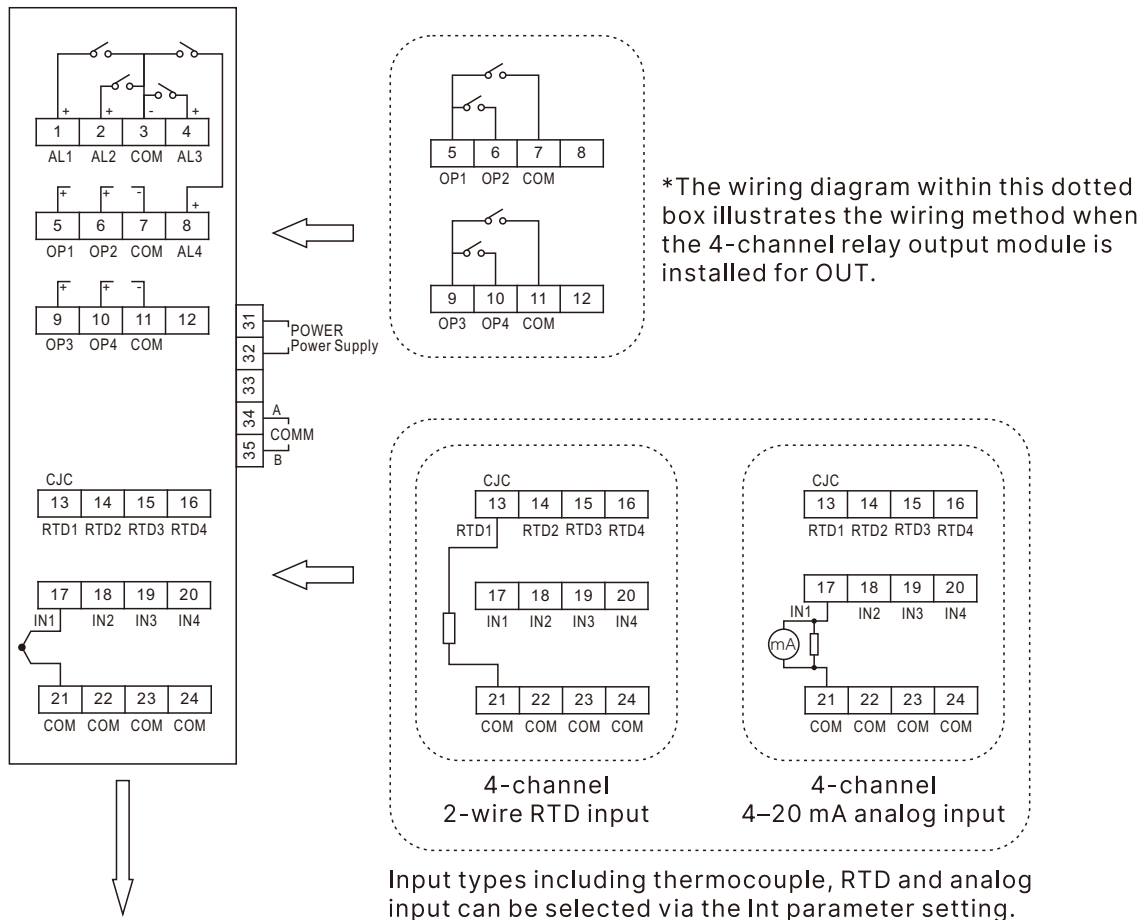 + + - +
1 2 3 4
AL1 AL2 COM AL3
+ + - +
5 6 7 8
OP1 OP2 COM AL4
+ + -
9 10 11 12
OP3 OP4 COM
31
32
33
34
35
POWER
Power Supply
A
COMM
B
CJC
13 14 15 16
RTD1 RTD2 RTD3 RTD4
17 18 19 20
IN1 IN2 IN3 IN4
21 22 23 24
COM COM COM COM
5 6 7 8
OP1 OP2 COM
9 10 11 12
OP3 OP4 COM
*The wiring diagram within this dotted
box illustrates the wiring method when
the 4-channel relay output module is
installed for OUT.
CJC
13 14 15 16
RTD1 RTD2 RTD3 RTD4
17 18 19 20
IN1 IN2 IN3 IN4
21 22 23 24
COM COM COM COM
4-channel
2-wire RTD input
CJC
13 14 15 16
RTD1 RTD2 RTD3 RTD4
17 18 19 20
IN1 IN2 IN3 IN4
mA
21 22 23 24
COM COM COM COM
4-channel
4–20 mA analog input
Input types including thermocouple, RTD and analog
input can be selected via the Int parameter setting.